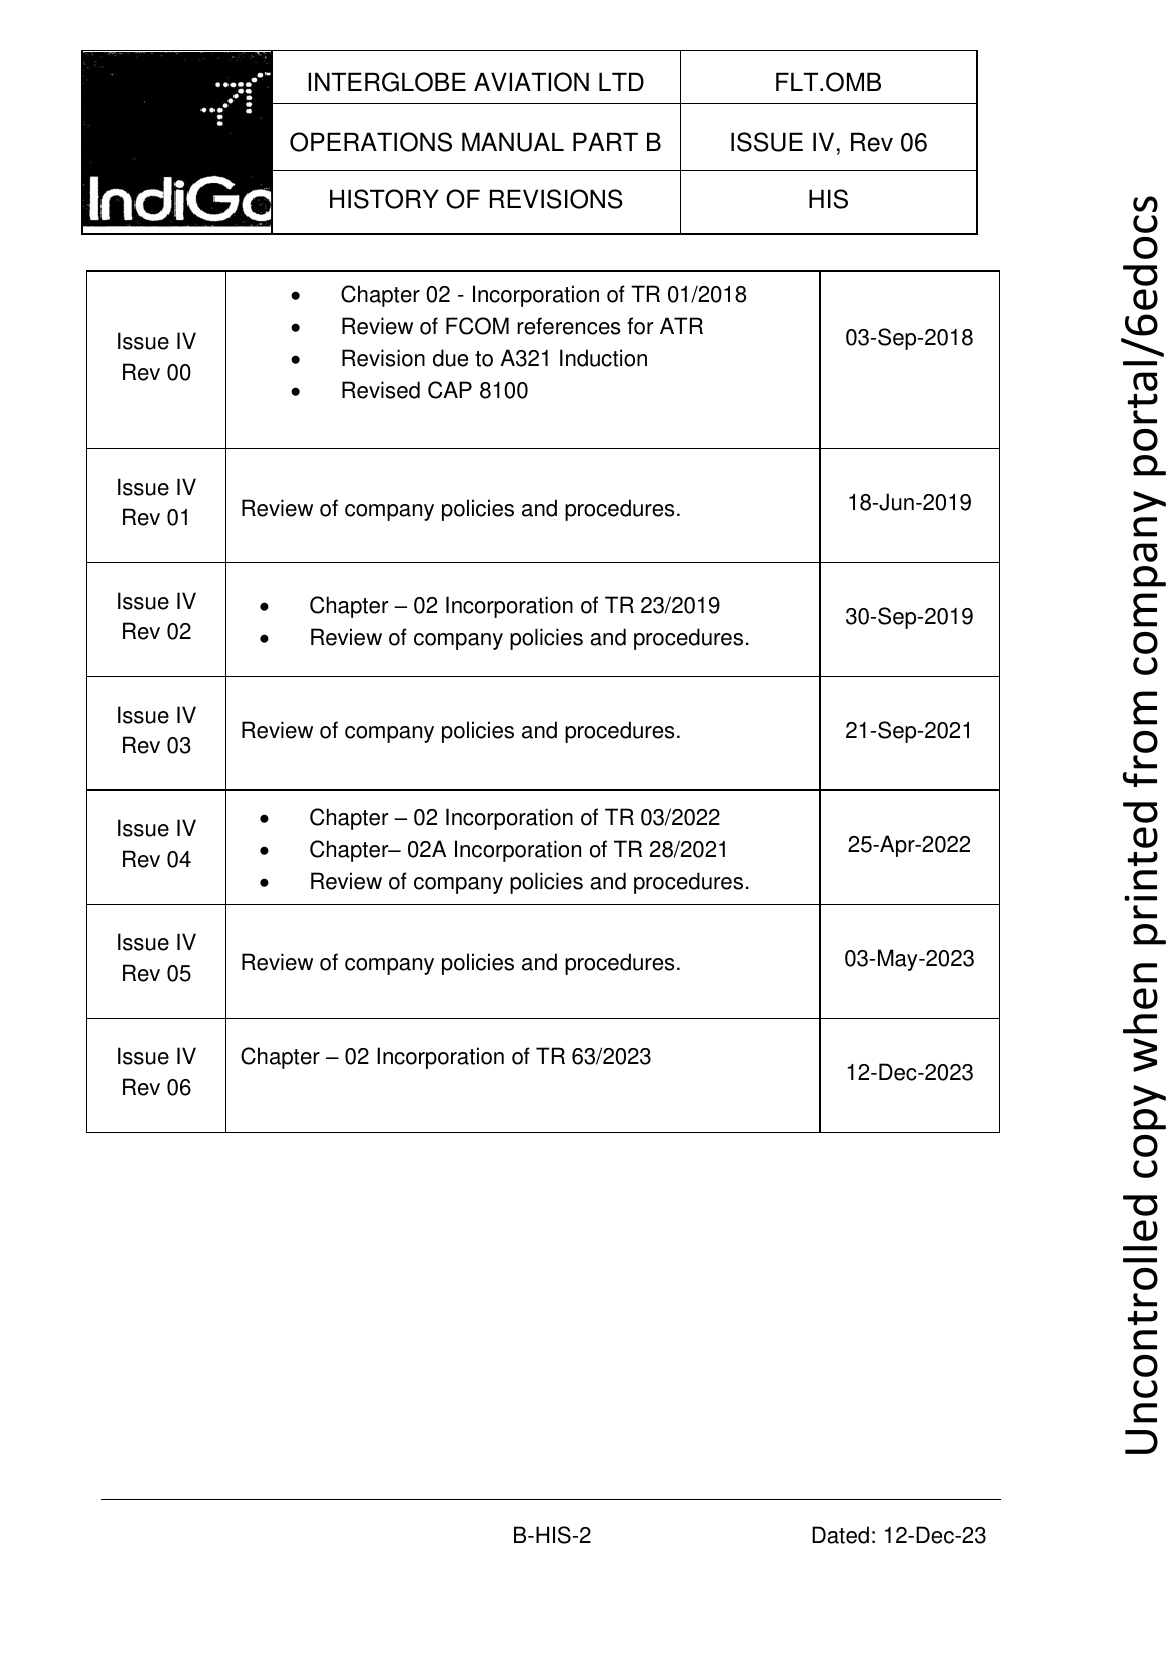 INTERGLOBE AVIATION LTD
FLT.OMB
OPERATIONS MANUAL PART B
ISSUE IV, Rev 06
IndiGo
HISTORY OF REVISIONS
HIS
Issue IV
Rev 00
• Chapter 02 - Incorporation of TR 01/2018
• Review of FCOM references for ATR
• Revision due to A321 Induction
• Revised CAP 8100
03-Sep-2018
Issue IV
Rev 01
Review of company policies and procedures.
18-Jun-2019
Issue IV
Rev 02
• Chapter – 02 Incorporation of TR 23/2019
• Review of company policies and procedures.
30-Sep-2019
Issue IV
Rev 03
Review of company policies and procedures.
21-Sep-2021
Issue IV
Rev 04
• Chapter – 02 Incorporation of TR 03/2022
• Chapter– 02A Incorporation of TR 28/2021
• Review of company policies and procedures.
25-Apr-2022
Issue IV
Rev 05
Review of company policies and procedures.
03-May-2023
Issue IV
Rev 06
Chapter – 02 Incorporation of TR 63/2023
12-Dec-2023
B-HIS-2
Dated: 12-Dec-23
Uncontrolled copy when printed from company portal/6edocs